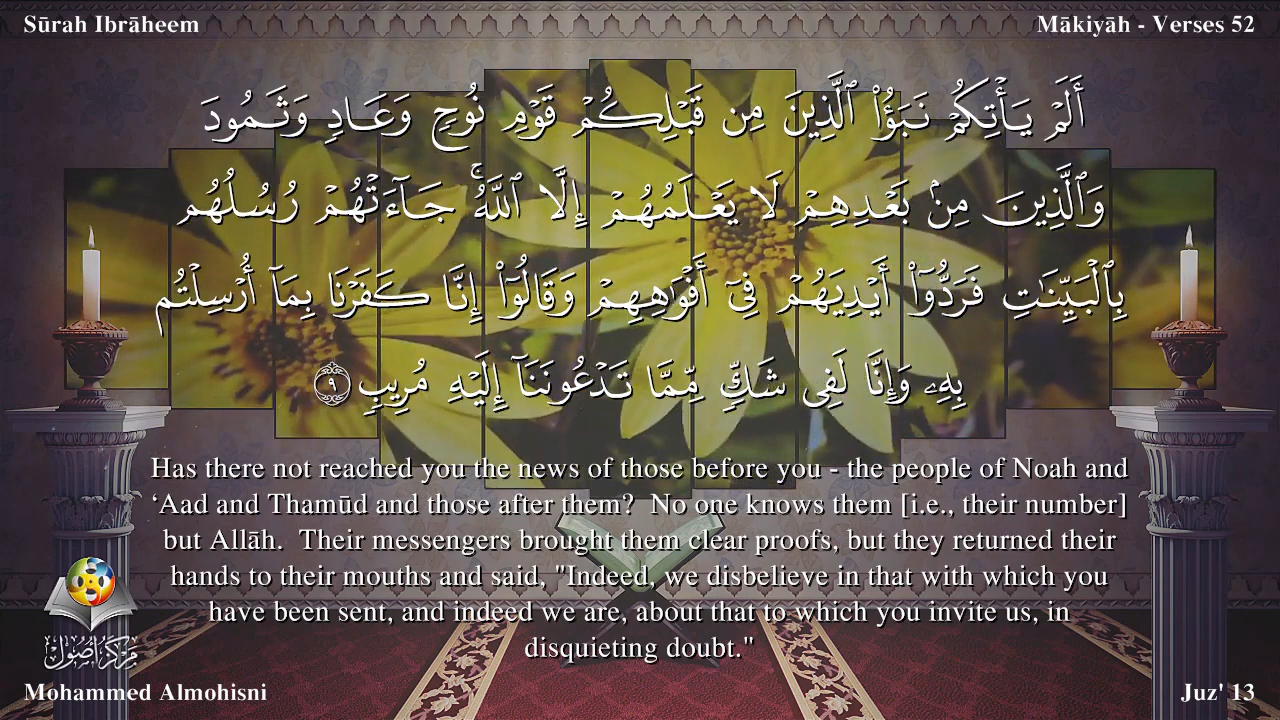 Sūrah Ibrāheem
Mākiyāh - Verses 52
أَلَمْ يَأْتِكُمْ نَبَؤُا۟ ٱلَّذِينَ مِن قَبْلِكُمْ قَوْمِ نُوحٍ وَعَادٍ وَثَمُودَ
وَٱلَّذِينَ مِنۢ بَعْدِهِمْ لَا يَعْلَمُهُمْ إِلَّا ٱللَّهُ ۚ جَآءَتْهُمْ رُسُلُهُم
بِٱلْبَيِّنَـٰتِ فَرَدُّوٓا۟ أَيْدِيَهُمْ فِىٓ أَفْوَٰهِهِمْ وَقَالُوٓا۟ إِنَّا كَفَرْنَا بِمَآ أُرْسِلْتُم
بِهِۦ وَإِنَّا لَفِى شَكٍّ مِّمَّا تَدْعُونَنَآ إِلَيْهِ مُرِيبٍ ٩
Has there not reached you the news of those before you - the people of Noah and
‘Aad and Thamūd and those after them?  No one knows them [i.e., their number]
but Allāh.  Their messengers brought them clear proofs, but they returned their
hands to their mouths and said, "Indeed, we disbelieve in that with which you
have been sent, and indeed we are, about that to which you invite us, in
disquieting doubt."
مركز أصول
Mohammed Almohisni
Juz' 13